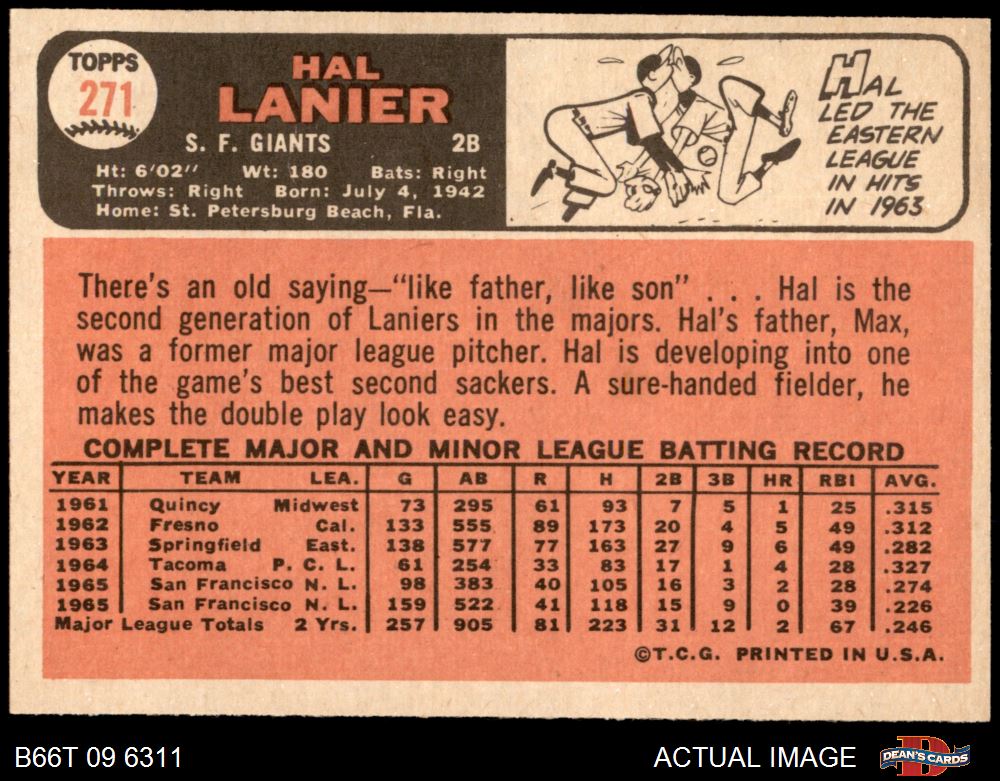 TOPPS
271
HAL
LANIER
S. F. GIANTS 2B
Ht: 6'02" Wt: 180 Bats: Right
Throws: Right Born: July 4, 1942
Home: St. Petersburg Beach, Fla.
HAL
LED THE
EASTERN
LEAGUE
IN HITS
IN 1963
There's an old saying—"like father, like son" . . . Hal is the
second generation of Laniers in the majors. Hal's father, Max,
was a former major league pitcher. Hal is developing into one
of the game's best second sackers. A sure-handed fielder, he
makes the double play look easy.
COMPLETE MAJOR AND MINOR LEAGUE BATTING RECORD
YEAR TEAM LEA. G AB R H 2B 3B HR RBI AVG.
1961 Quincy Midwest 73 295 61 93 7 5 1 25 .315
1962 Fresno Cal. 133 555 89 173 20 4 5 49 .312
1963 Springfield East. 138 577 77 163 27 9 6 49 .282
1964 Tacoma P. C. L. 61 254 33 83 17 1 4 28 .327
1965 San Francisco N. L. 98 383 40 105 16 3 2 28 .274
1965 San Francisco N. L. 159 522 41 118 15 9 0 39 .226
Major League Totals 2 Yrs. 257 905 81 223 31 12 2 67 .246
©T.C.G. PRINTED IN U.S.A.
B66T 09 6311 ACTUAL IMAGE DEAN'S CARDS